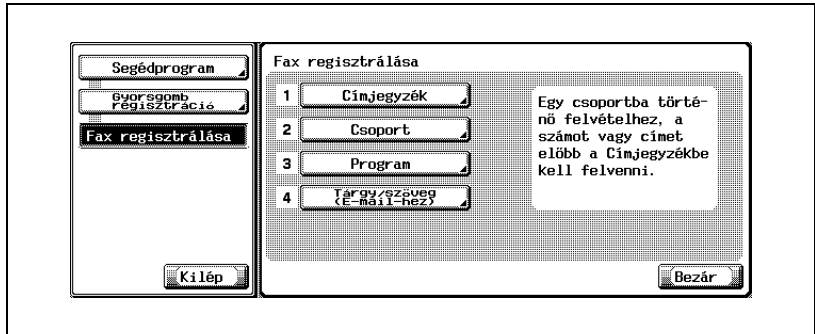 Segédprogram
Gyorsgomb
regisztráció
Fax regisztrálása
Kilép
Fax regisztrálása
1 Címjegyzék
2 Csoport
3 Program
4 Tárgy/szöveg
(E-mail-hez)
Egy csoportba törté-
nő felvételhez, a
számot vagy címet
előbb a Címjegyzékbe
kell felvenni.
Bezár